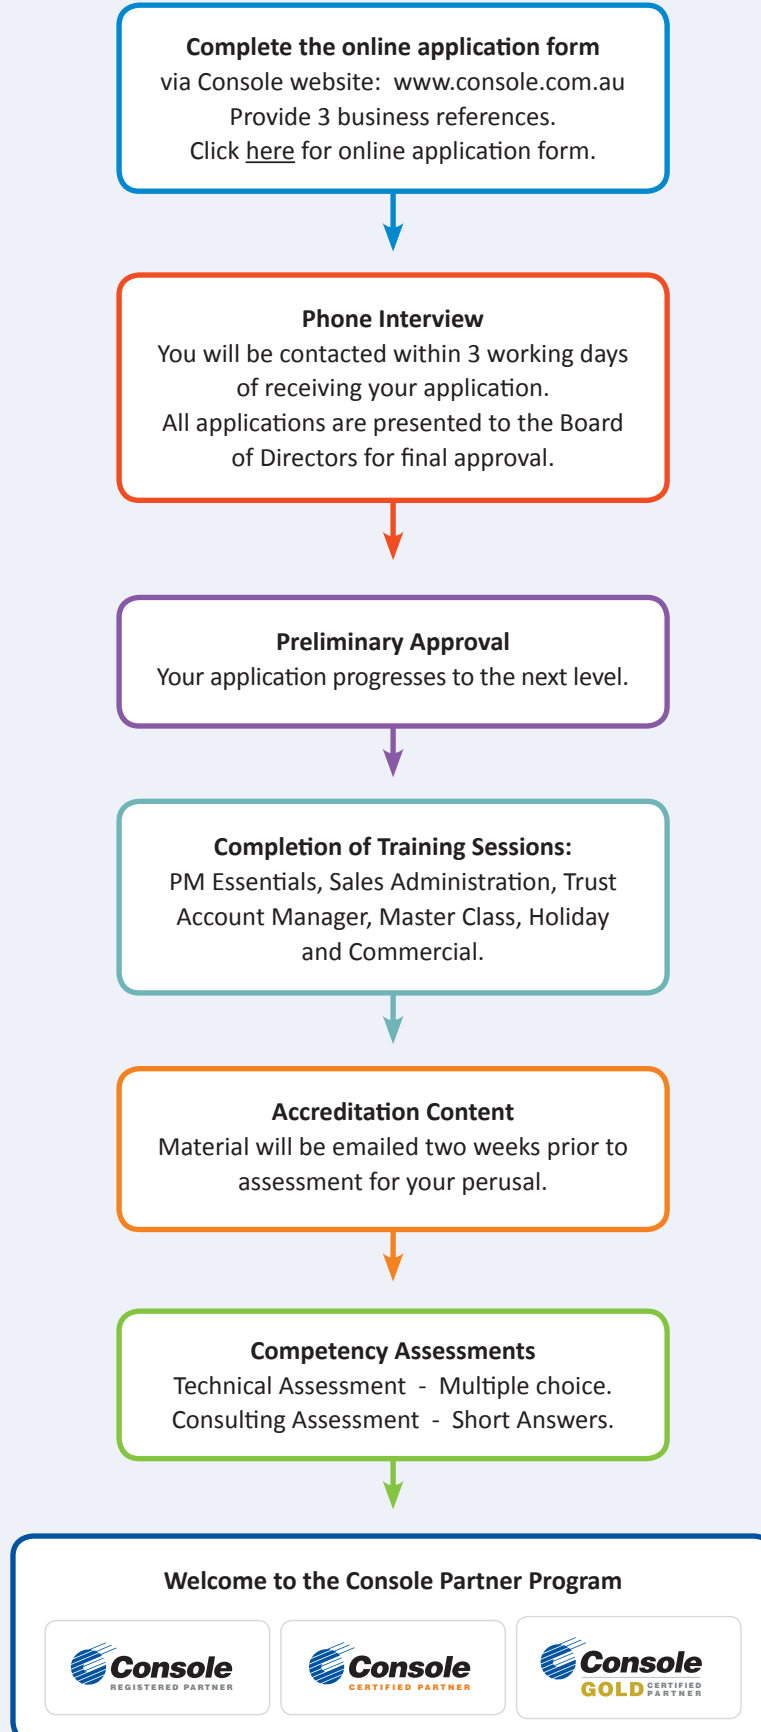 Complete the online application form
via Console website:  www.console.com.au
Provide 3 business references.
Click here for online application form.
Phone Interview
You will be contacted within 3 working days
of receiving your application.
All applications are presented to the Board
of Directors for final approval.
Preliminary Approval
Your application progresses to the next level.
Completion of Training Sessions:
PM Essentials, Sales Administration, Trust
Account Manager, Master Class, Holiday
and Commercial.
Accreditation Content
Material will be emailed two weeks prior to
assessment for your perusal.
Competency Assessments
Technical Assessment  -  Multiple choice.
Consulting Assessment  -  Short Answers.
Welcome to the Console Partner Program
Console
REGISTERED PARTNER
Console
CERTIFIED PARTNER
Console
GOLD CERTIFIED PARTNER